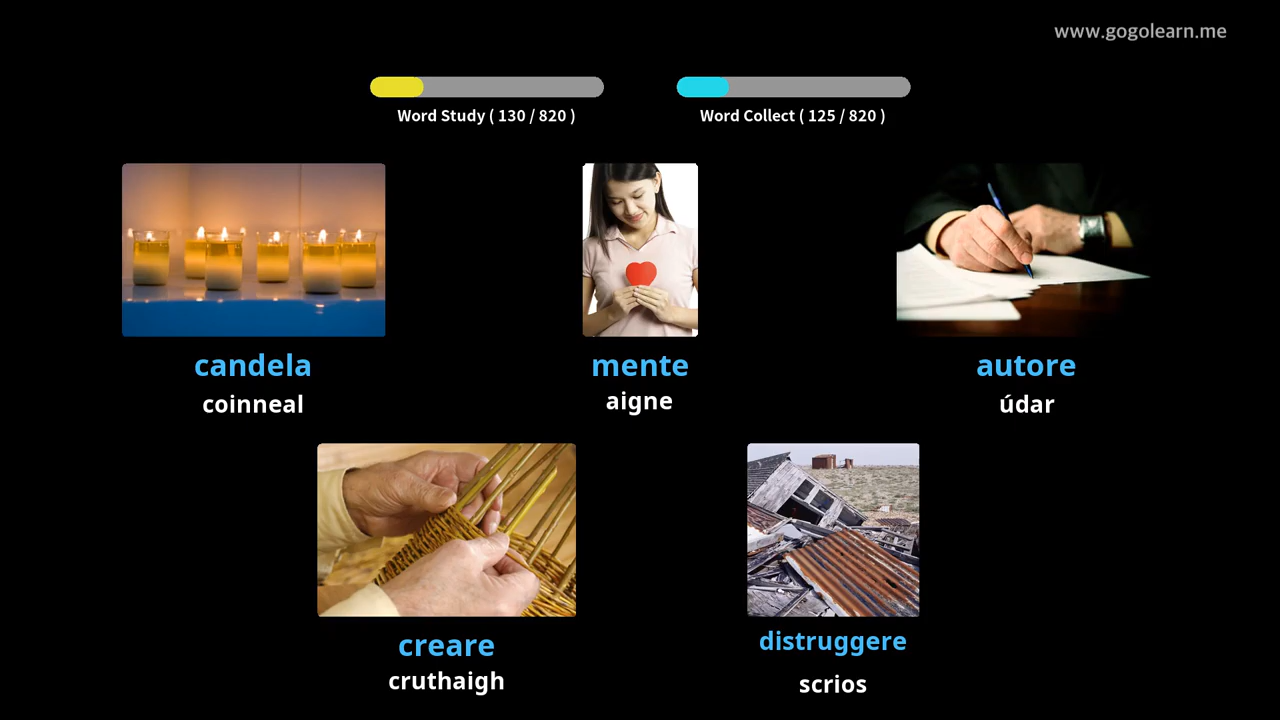 www.gogolearn.me
Word Study ( 130 / 820 )
Word Collect ( 125 / 820 )
candela
coinneal
mente
aigne
autore
údar
creare
cruthaigh
distruggere
scrios